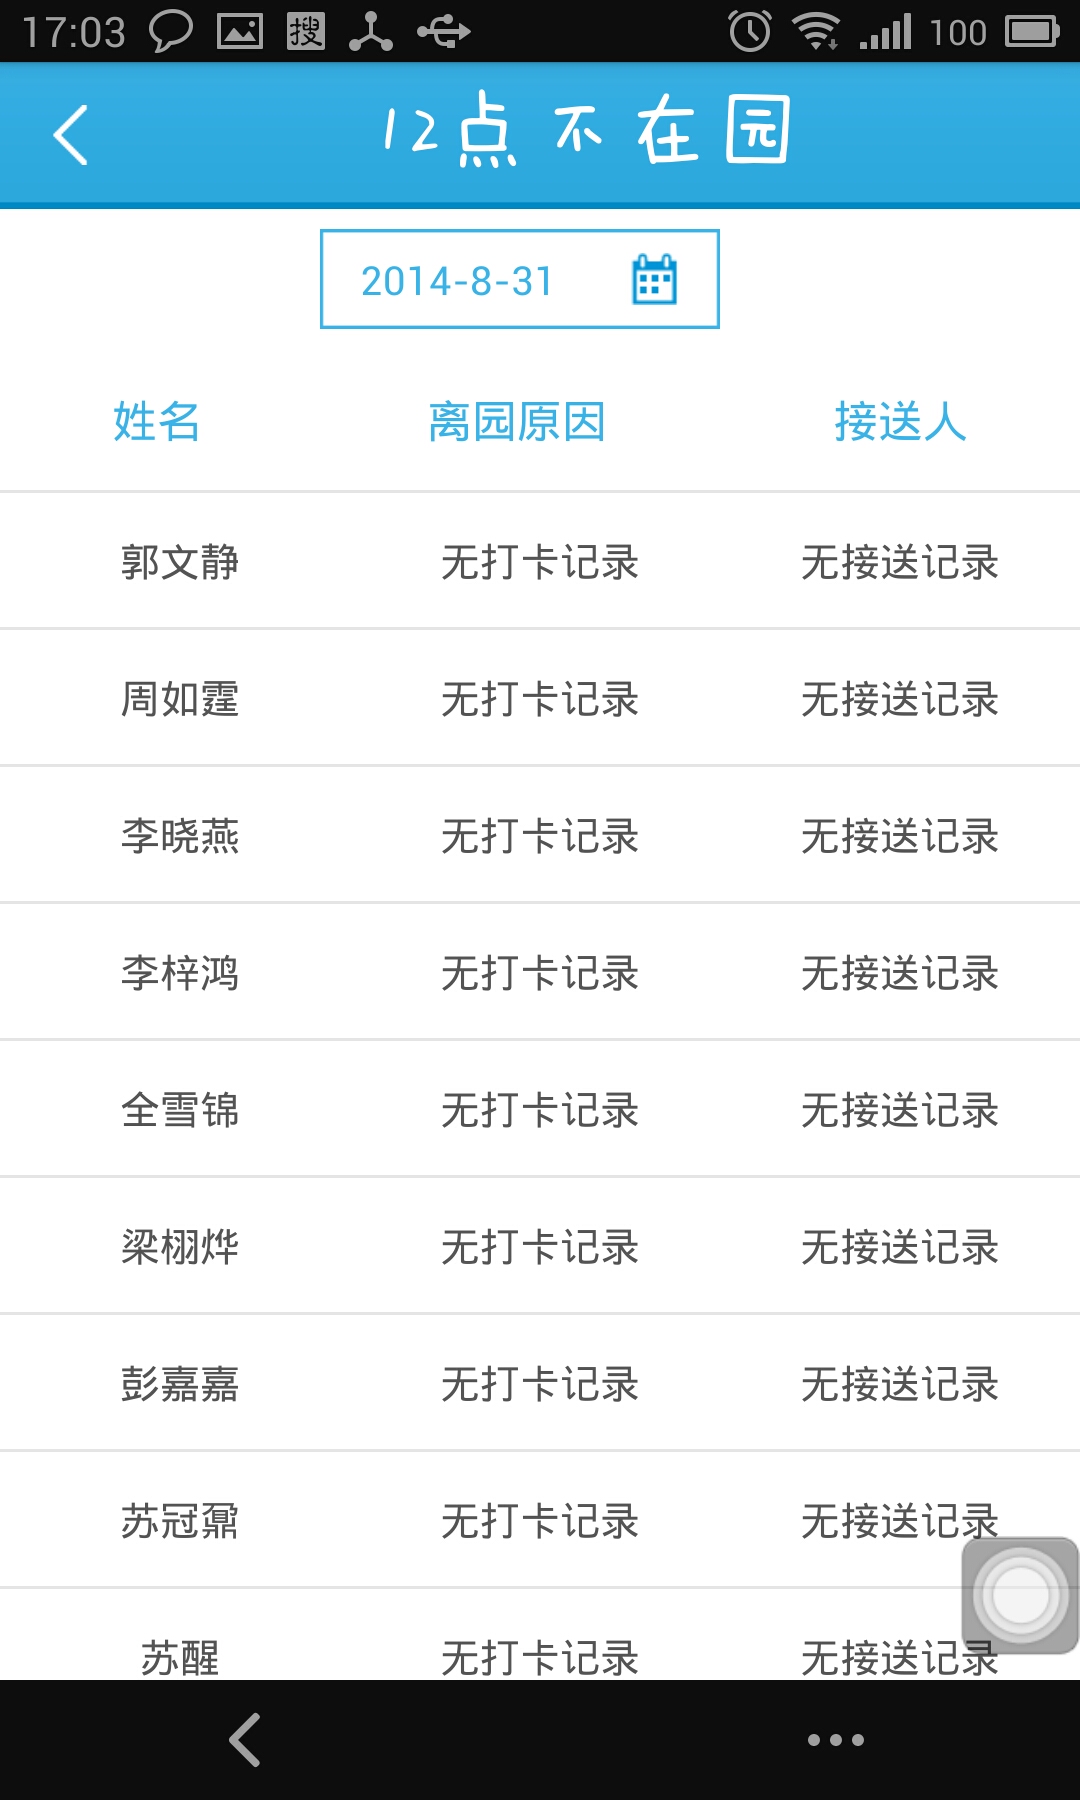 17:03 搜 100
12点不在园
2014-8-31
姓名 离园原因 接送人
郭文静 无打卡记录 无接送记录
周如霆 无打卡记录 无接送记录
李晓燕 无打卡记录 无接送记录
李梓鸿 无打卡记录 无接送记录
全雪锦 无打卡记录 无接送记录
梁栩烨 无打卡记录 无接送记录
彭嘉嘉 无打卡记录 无接送记录
苏冠鼐 无打卡记录 无接送记录
苏醒 无打卡记录 无接送记录